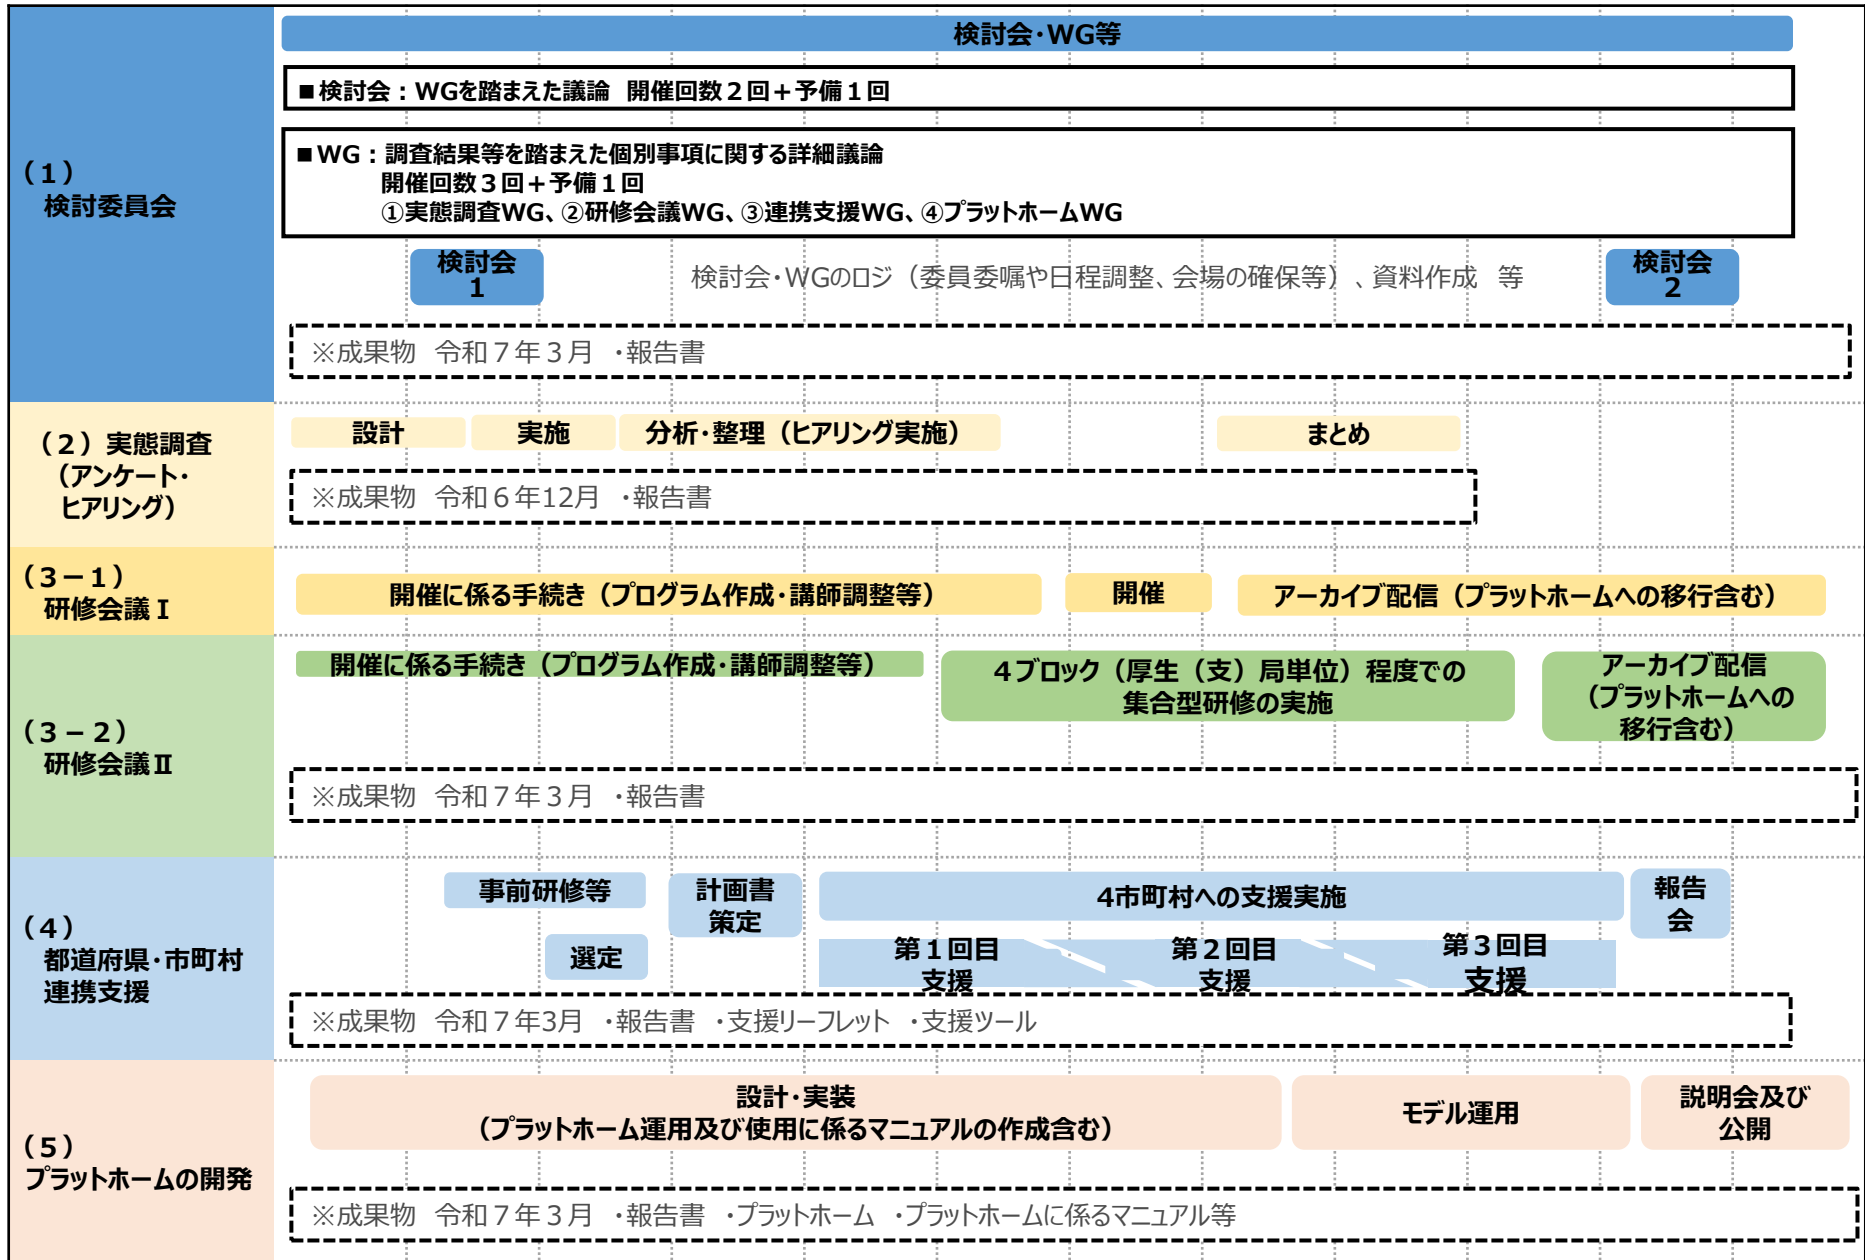 （１）
検討委員会
検討会・WG等
■検討会：WGを踏まえた議論　開催回数２回＋予備１回
■WG：調査結果等を踏まえた個別事項に関する詳細議論
開催回数３回＋予備１回
①実態調査WG、②研修会議WG、③連携支援WG、④プラットホームWG
検討会
1
検討会・WGのロジ（委員委嘱や日程調整、会場の確保等）、資料作成　等
検討会
2
※成果物　令和７年３月　・報告書
（２）実態調査
（アンケート・
ヒアリング）
設計
実施
分析・整理（ヒアリング実施）
まとめ
※成果物　令和６年12月　・報告書
（３－１）
研修会議Ⅰ
開催に係る手続き（プログラム作成・講師調整等）
開催
アーカイブ配信（プラットホームへの移行含む）
（３－２）
研修会議Ⅱ
開催に係る手続き（プログラム作成・講師調整等）
４ブロック（厚生（支）局単位）程度での
集合型研修の実施
アーカイブ配信
（プラットホームへの
移行含む）
※成果物　令和７年３月　・報告書
（４）
都道府県・市町村
連携支援
事前研修等
選定
計画書
策定
4市町村への支援実施
報告
会
第１回目
支援
第２回目
支援
第３回目
支援
※成果物　令和７年3月　・報告書　・支援リーフレット　・支援ツール
（５）
プラットホームの開発
設計・実装
（プラットホーム運用及び使用に係るマニュアルの作成含む）
モデル運用
説明会及び
公開
※成果物　令和７年３月　・報告書　・プラットホーム　・プラットホームに係るマニュアル等